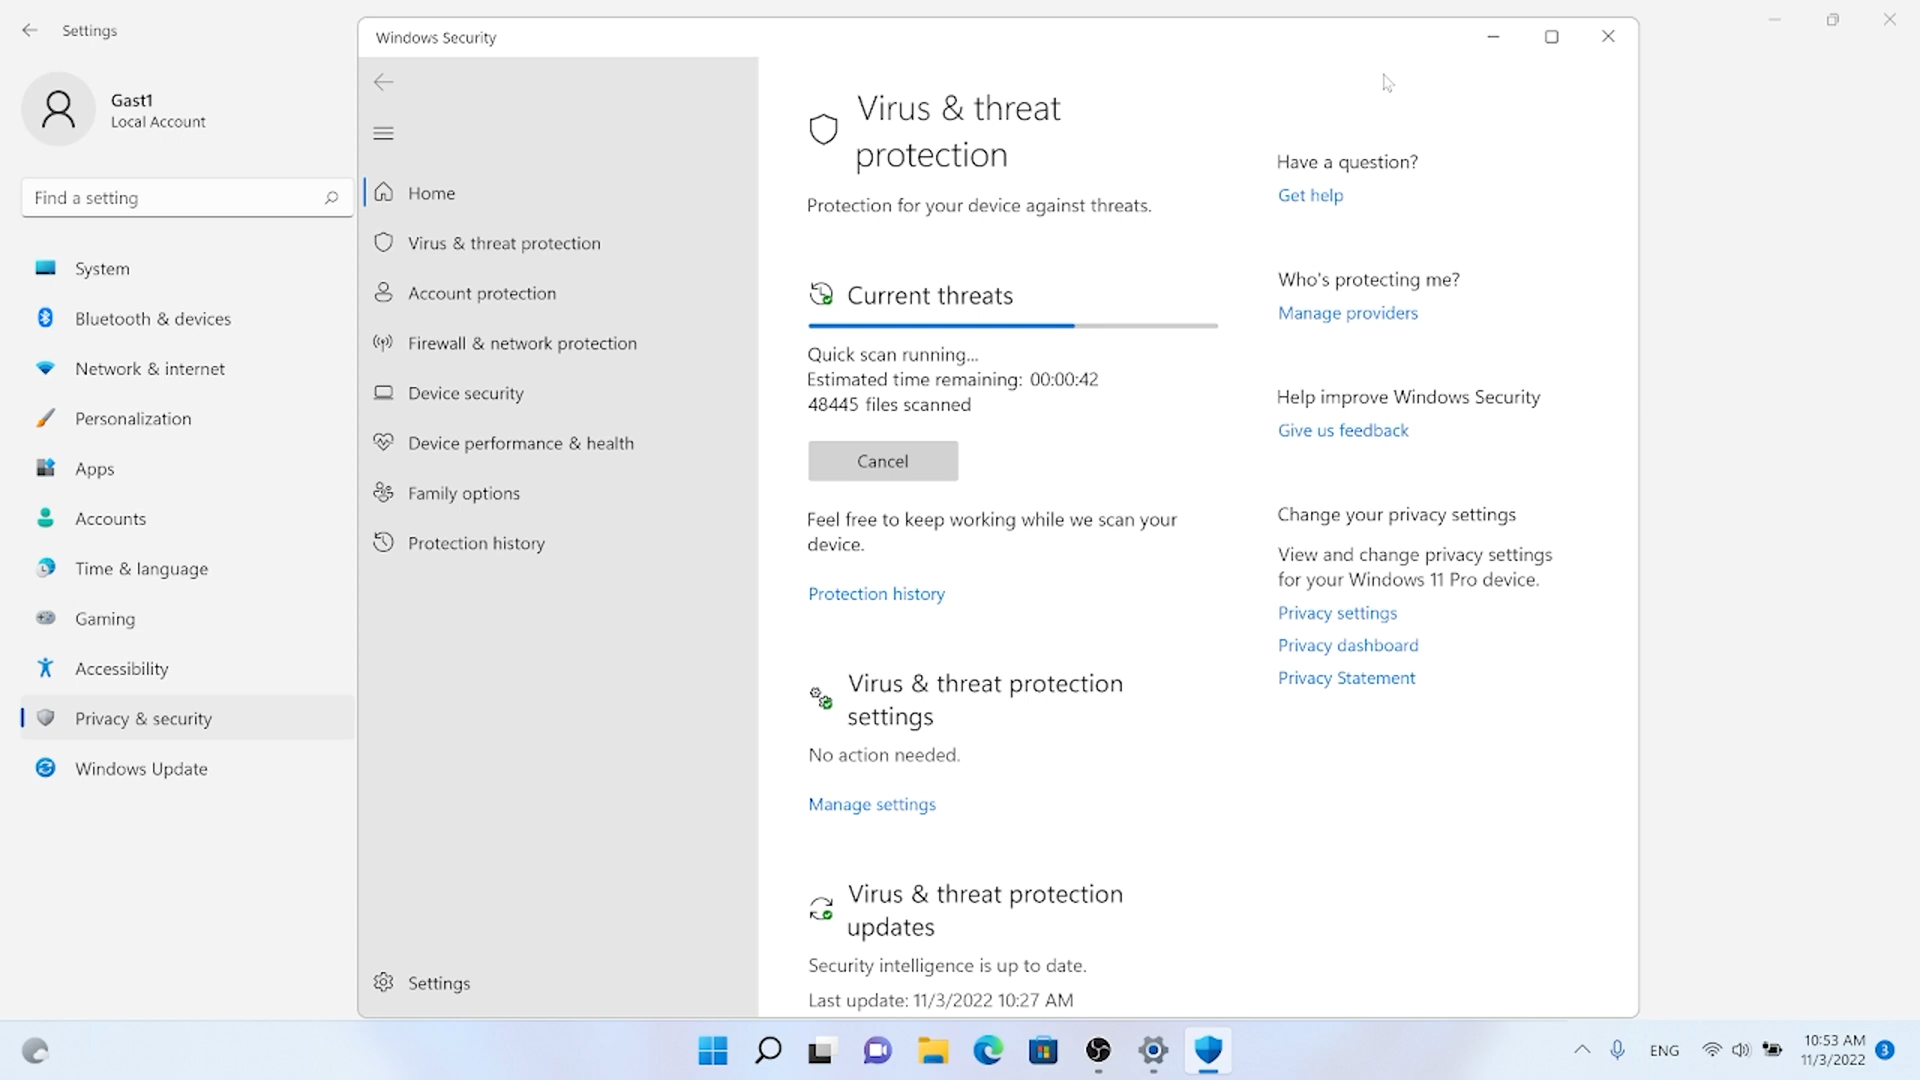 Settings
Gast1
Local Account
Find a setting
System
Bluetooth & devices
Network & internet
Personalization
Apps
Accounts
Time & language
Gaming
Accessibility
Privacy & security
Windows Update
Windows Security
Home
Virus & threat protection
Account protection
Firewall & network protection
Device security
Device performance & health
Family options
Protection history
Settings
Virus & threat
protection
Protection for your device against threats.
Current threats
Quick scan running...
Estimated time remaining: 00:00:42
48445 files scanned
Cancel
Feel free to keep working while we scan your
device.
Protection history
Virus & threat protection
settings
No action needed.
Manage settings
Virus & threat protection
updates
Security intelligence is up to date.
Last update: 11/3/2022 10:27 AM
Have a question?
Get help
Who's protecting me?
Manage providers
Help improve Windows Security
Give us feedback
Change your privacy settings
View and change privacy settings
for your Windows 11 Pro device.
Privacy settings
Privacy dashboard
Privacy Statement
ENG
10:53 AM
11/3/2022
3